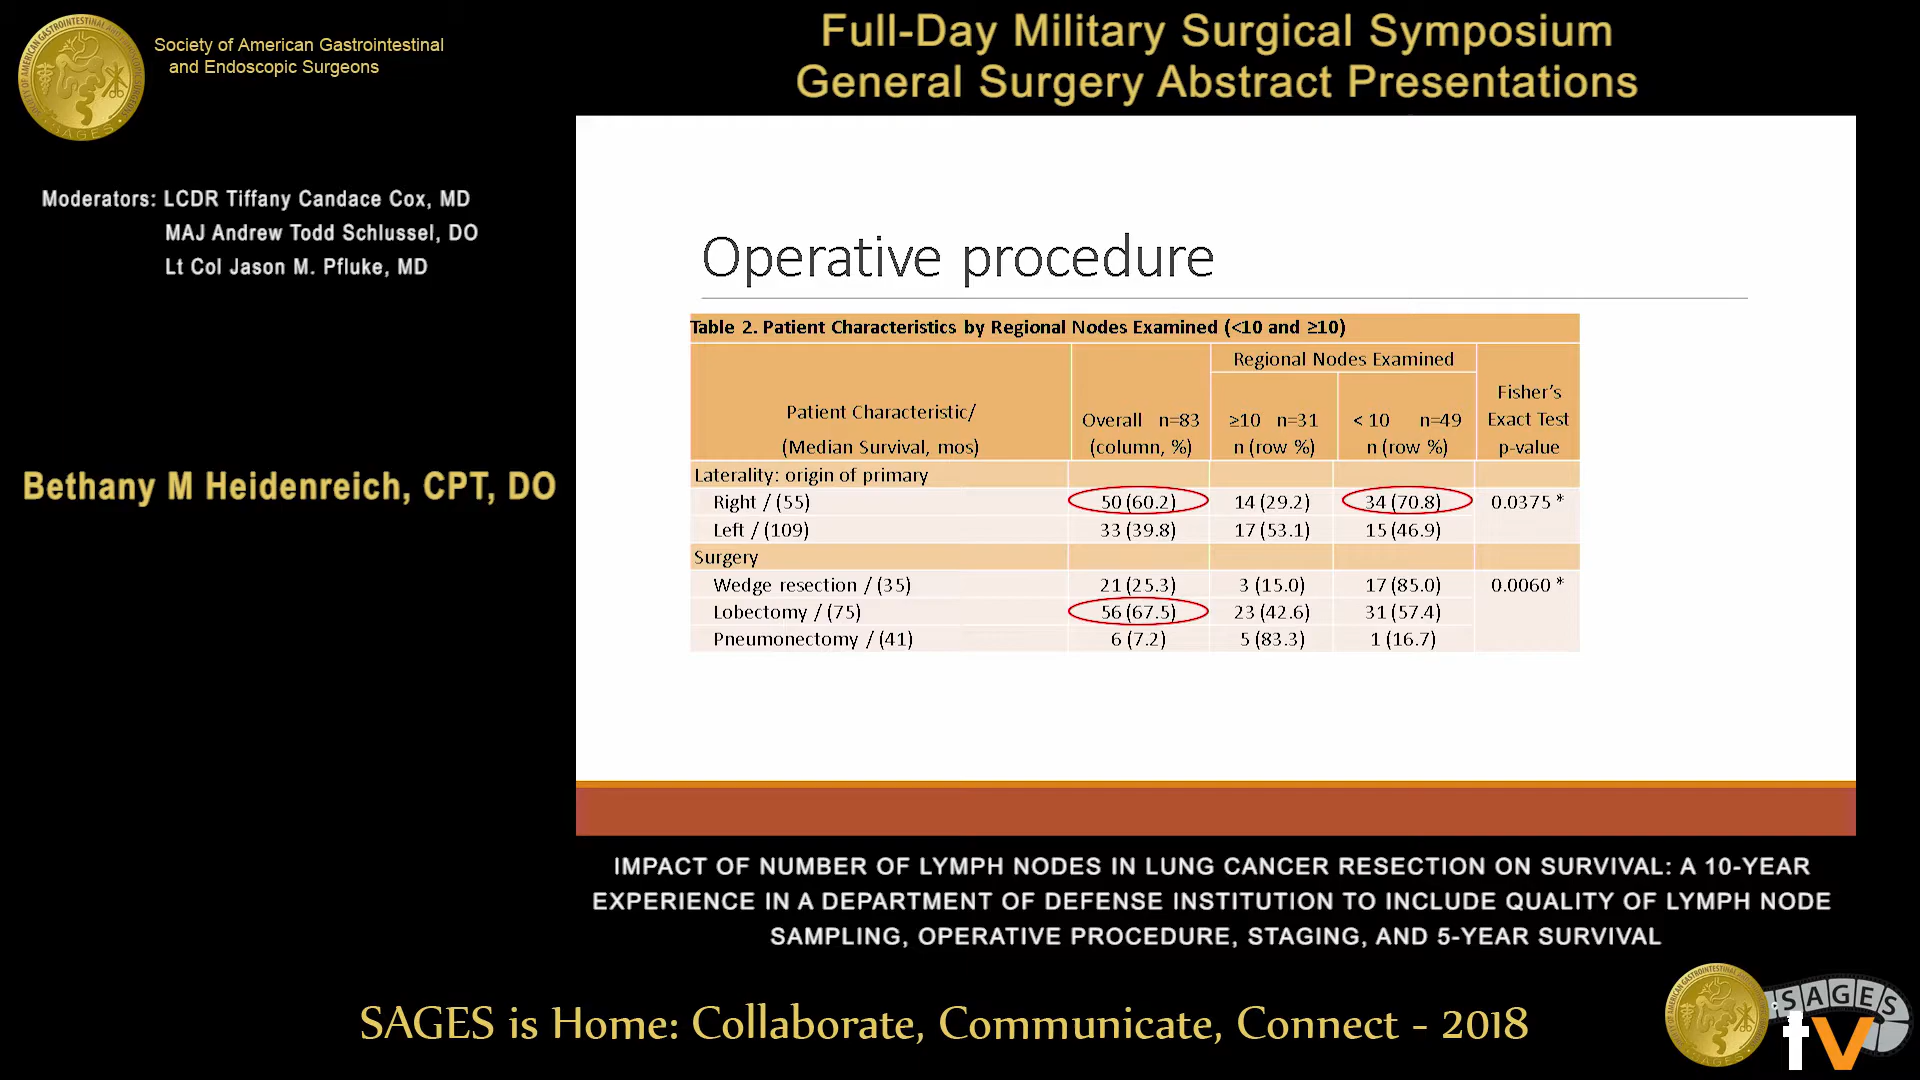 Society of American Gastrointestinal
and Endoscopic Surgeons
Full-Day Military Surgical Symposium
General Surgery Abstract Presentations
Moderators: LCDR Tiffany Candace Cox, MD
MAJ Andrew Todd Schlussel, DO
Lt Col Jason M. Pfluke, MD
Bethany M Heidenreich, CPT, DO
Operative procedure
Table 2. Patient Characteristics by Regional Nodes Examined (<10 and ≥10)
Regional Nodes Examined
Patient Characteristic/
(Median Survival, mos)
Overall n=83
(column, %)
≥10 n=31
n (row %)
< 10 n=49
n (row %)
Fisher’s
Exact Test
p-value
Laterality: origin of primary
Right / (55) 50 (60.2) 14 (29.2) 34 (70.8) 0.0375 *
Left / (109) 33 (39.8) 17 (53.1) 15 (46.9)
Surgery
Wedge resection / (35) 21 (25.3) 3 (15.0) 17 (85.0) 0.0060 *
Lobectomy / (75) 56 (67.5) 23 (42.6) 31 (57.4)
Pneumonectomy / (41) 6 (7.2) 5 (83.3) 1 (16.7)
IMPACT OF NUMBER OF LYMPH NODES IN LUNG CANCER RESECTION ON SURVIVAL: A 10-YEAR
EXPERIENCE IN A DEPARTMENT OF DEFENSE INSTITUTION TO INCLUDE QUALITY OF LYMPH NODE
SAMPLING, OPERATIVE PROCEDURE, STAGING, AND 5-YEAR SURVIVAL
SAGES is Home: Collaborate, Communicate, Connect - 2018
SAGES
tv